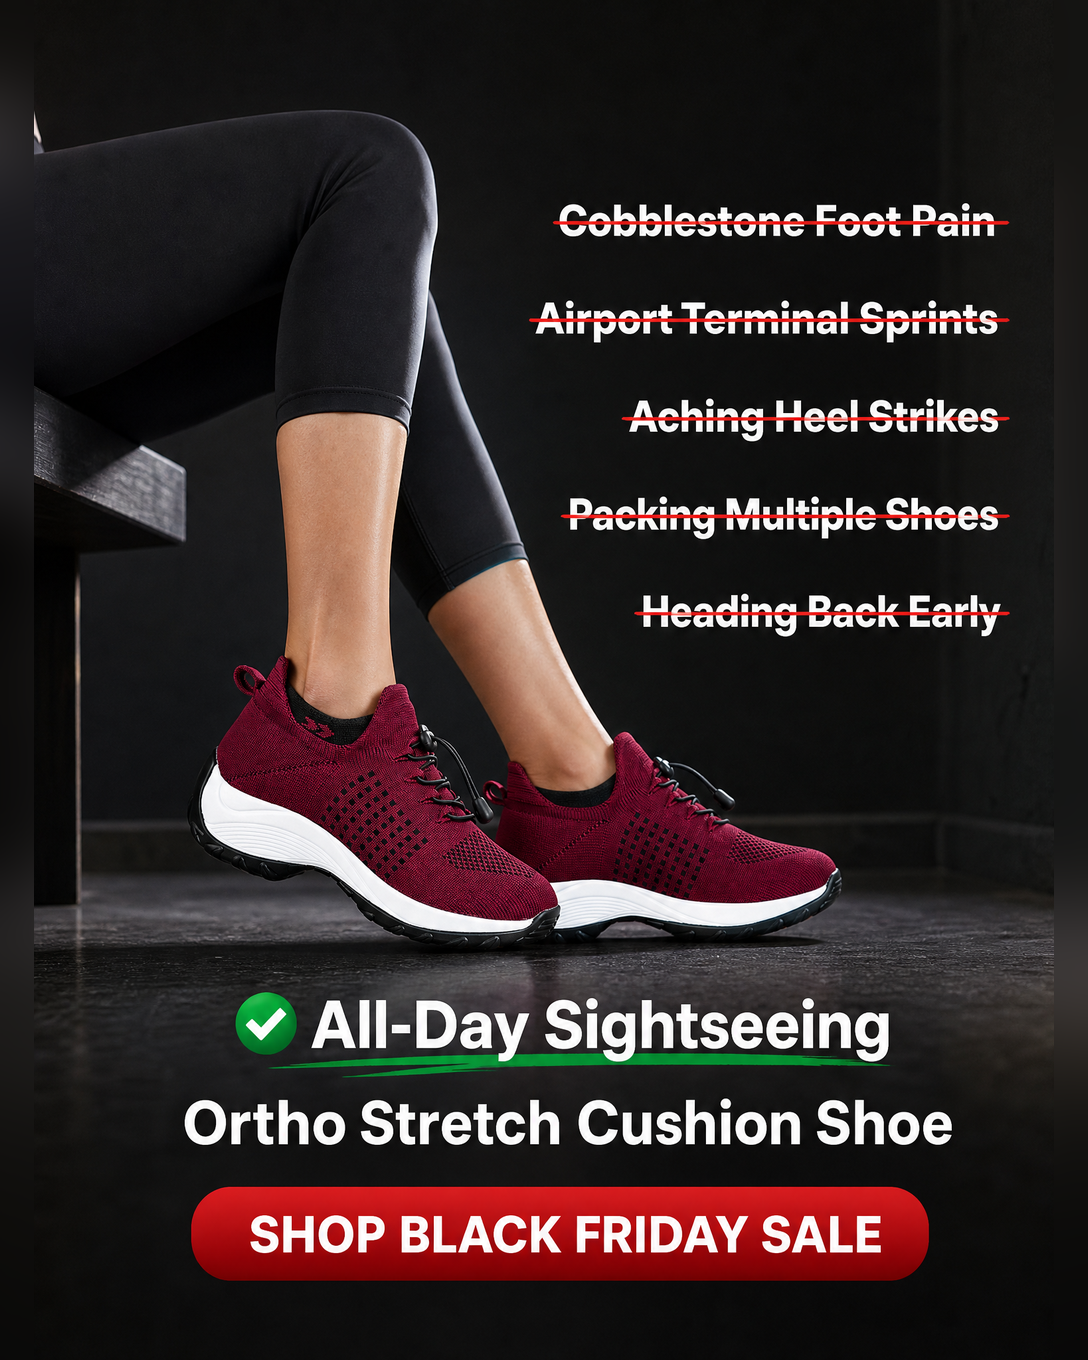 Cobblestone Foot Pain
Airport Terminal Sprints
Aching Heel Strikes
Packing Multiple Shoes
Heading Back Early
All-Day Sightseeing
Ortho Stretch Cushion Shoe
SHOP BLACK FRIDAY SALE